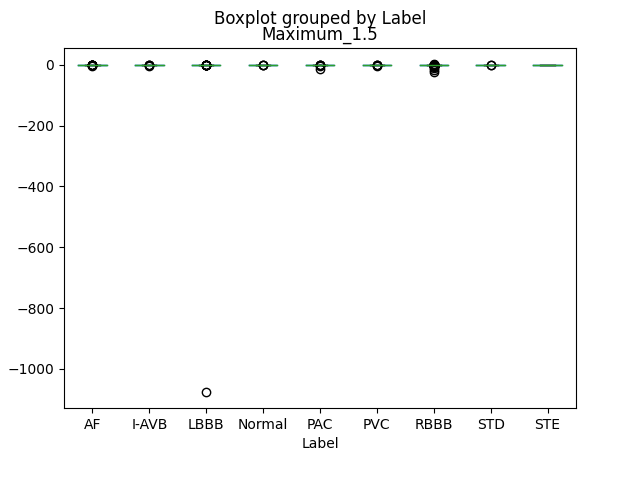 Boxplot grouped by Label
Maximum_1.5
0
−200
−400
−600
−800
−1000
AF I-AVB LBBB Normal PAC PVC RBBB STD STE
Label